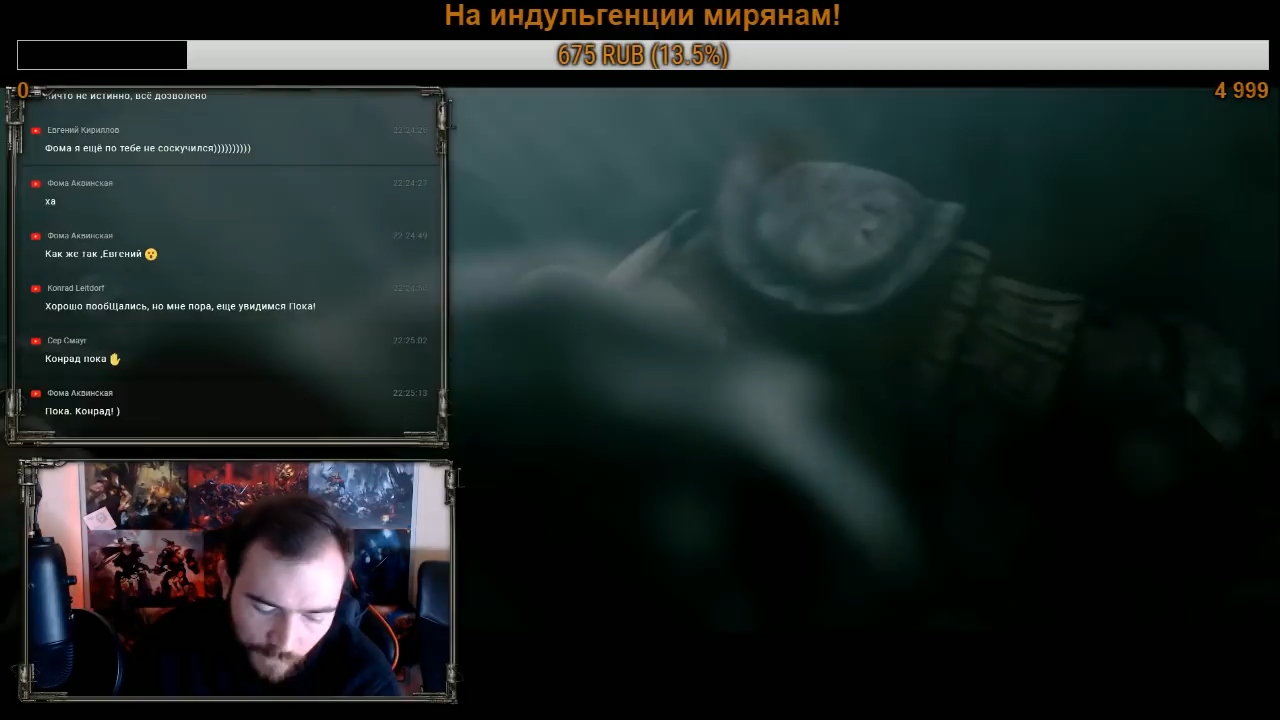 На индульгенции мирянам!
675 RUB (13.5%)
0
4 999
ничто не истинно, всё дозволено
Евгений Кириллов 22:24:26
Фома я ещё по тебе не соскучился))))))))))
Фома Аквинская 22:24:27
ха
Фома Аквинская 22:24:49
Как же так ,Евгений 😮
Konrad Leitdorf
Хорошо пообЩались, но мне пора, еще увидимся Пока!
Сер Смауг 22:25:02
Конрад пока ✋
Фома Аквинская 22:25:13
Пока. Конрад! )